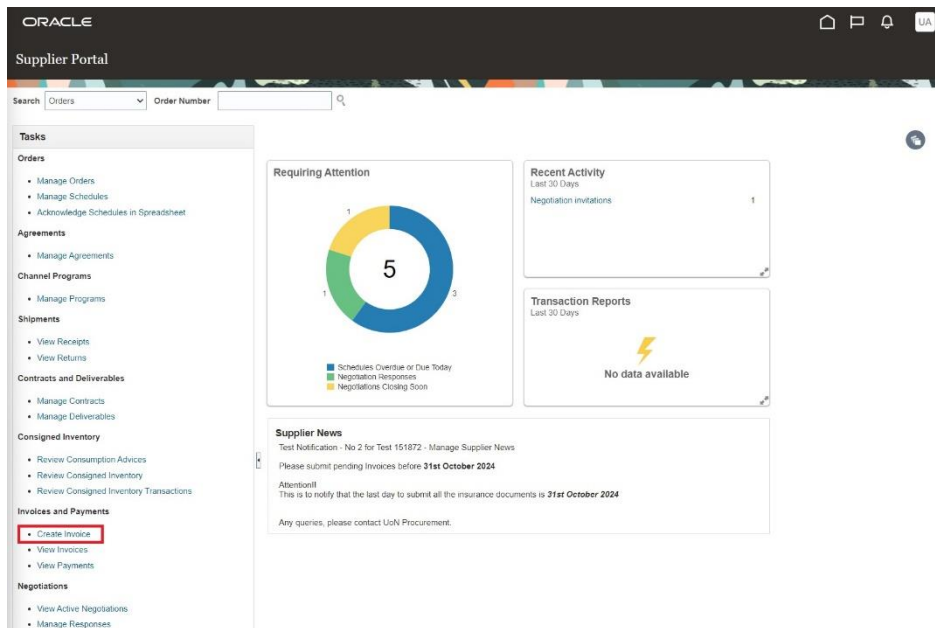 ORACLE
UA
Supplier Portal
Search Orders Order Number
Tasks
Orders
Manage Orders
Manage Schedules
Acknowledge Schedules in Spreadsheet
Agreements
Manage Agreements
Channel Programs
Manage Programs
Shipments
View Receipts
View Returns
Contracts and Deliverables
Manage Contracts
Manage Deliverables
Consigned Inventory
Review Consumption Advices
Review Consigned Inventory
Review Consigned Inventory Transactions
Invoices and Payments
Create Invoice
View Invoices
View Payments
Negotiations
View Active Negotiations
Manage Responses
Requiring Attention
1
5
1
3
Schedules Overdue or Due Today
Negotiation Responses
Negotiations Closing Soon
Recent Activity
Last 30 Days
Negotiation invitations 1
Transaction Reports
Last 30 Days
No data available
Supplier News
Test Notification - No 2 for Test 151872 - Manage Supplier News
Please submit pending Invoices before 31st October 2024
Attention!!!
This is to notify that the last day to submit all the insurance documents is 31st October 2024
Any queries, please contact UoN Procurement.